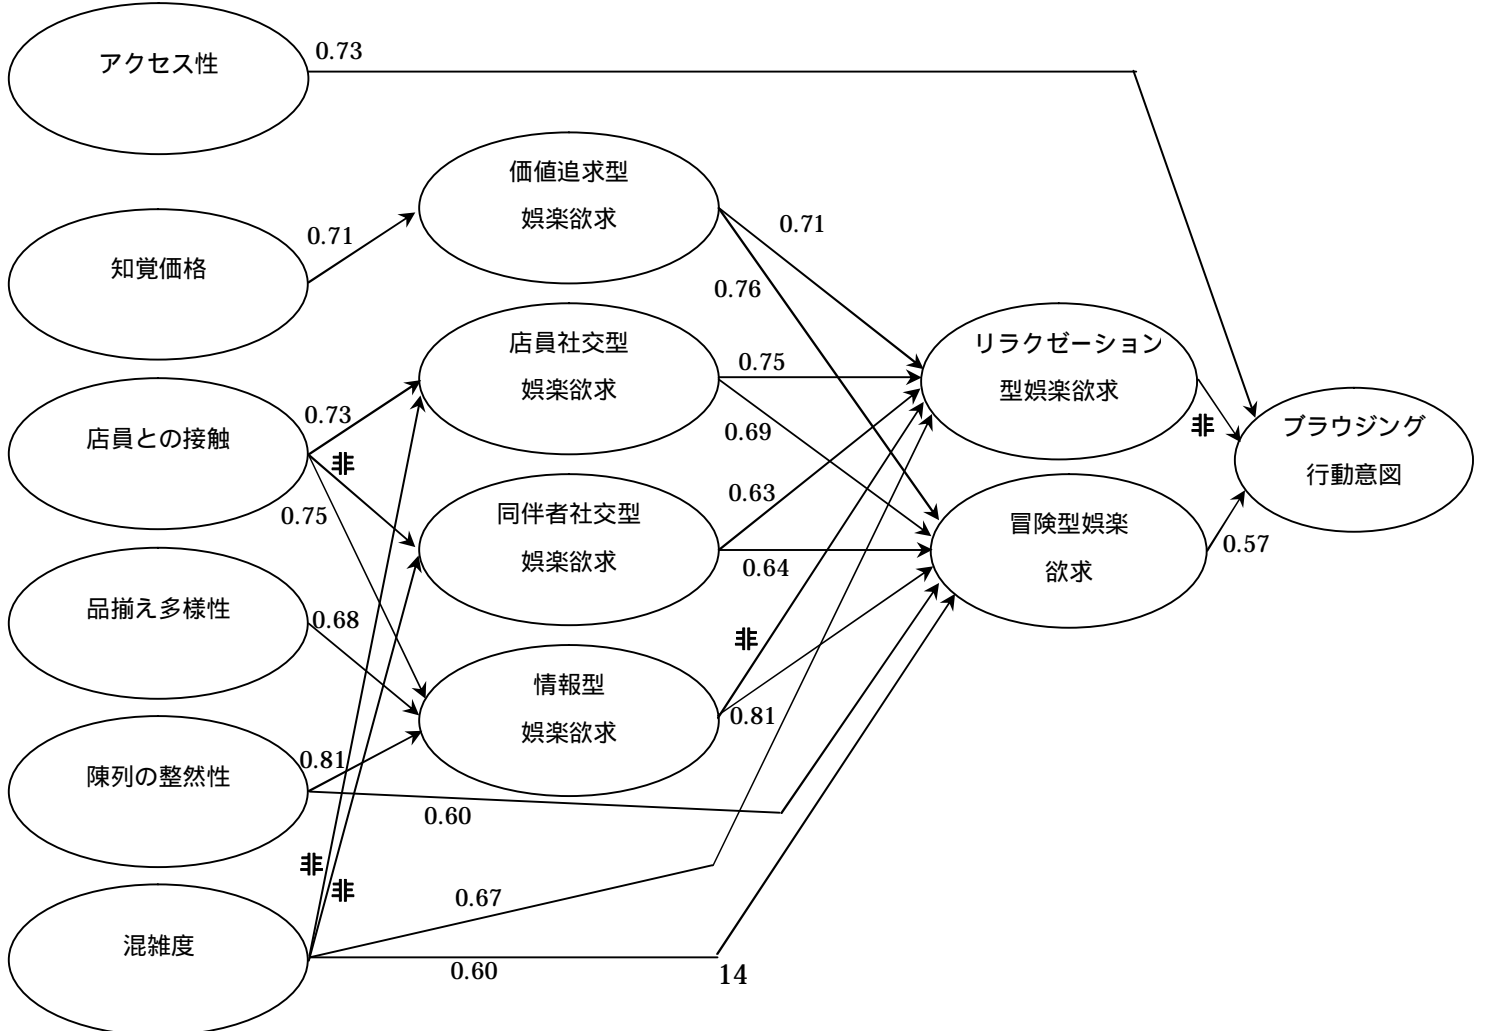 0.73
アクセス性
価値追求型
娯楽欲求
0.71
0.71
知覚価格
0.76
店員社交型
娯楽欲求
リラクゼーション
型娯楽欲求
0.75
0.73
店員との接触
非
0.69
非
ブラウジング
行動意図
0.75
同伴者社交型
娯楽欲求
0.63
冒険型娯楽
欲求
0.57
0.64
品揃え多様性
0.68
非
情報型
娯楽欲求
0.81
0.81
陳列の整然性
0.60
非
非
0.67
混雑度
0.60
14